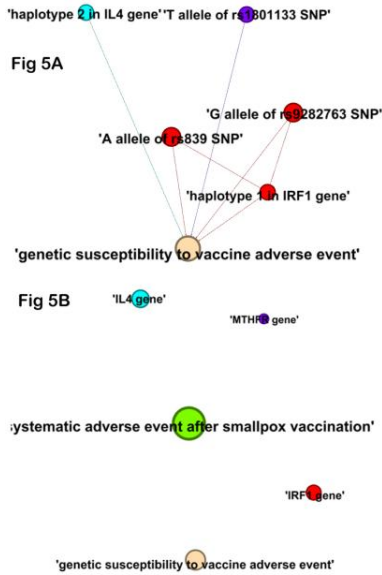 'haplotype 2 in IL4 gene' 'T allele of rs1801133 SNP'
Fig 5A
'G allele of rs9282763 SNP'
'A allele of rs839 SNP'
'haplotype 1 in IRF1 gene'
'genetic susceptibility to vaccine adverse event'
Fig 5B
'IL4 gene'
'MTHFR gene'
systematic adverse event after smallpox vaccination'
'IRF1 gene'
'genetic susceptibility to vaccine adverse event'